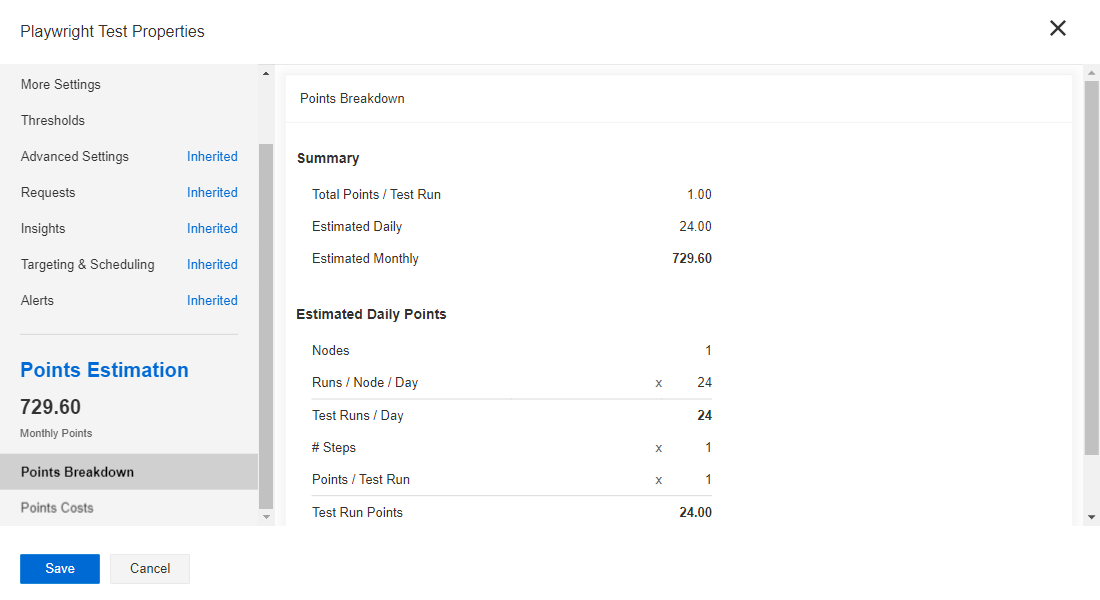 Playwright Test Properties
More Settings
Thresholds
Advanced Settings Inherited
Requests Inherited
Insights Inherited
Targeting & Scheduling Inherited
Alerts Inherited
Points Estimation
729.60
Monthly Points
Points Breakdown
Points Costs
Points Breakdown
Summary
Total Points / Test Run 1.00
Estimated Daily 24.00
Estimated Monthly 729.60
Estimated Daily Points
Nodes 1
Runs / Node / Day x 24
Test Runs / Day 24
# Steps x 1
Points / Test Run x 1
Test Run Points 24.00
Save Cancel